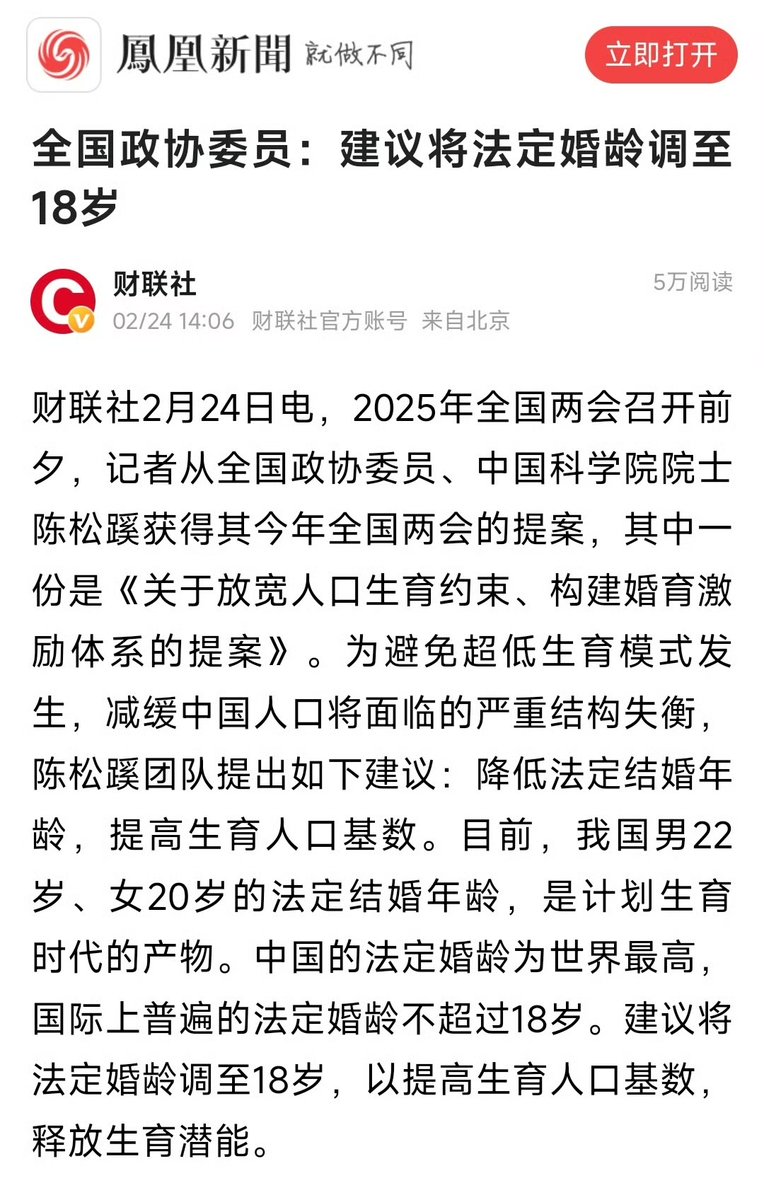 鳳凰新聞 就做不同
立即打开
全国政协委员：建议将法定婚龄调至
18岁
财联社
5万阅读
02/24 14:06 财联社官方账号 来自北京
财联社2月24日电，2025年全国两会召开前
夕，记者从全国政协委员、中国科学院院士
陈松蹊获得其今年全国两会的提案，其中一
份是《关于放宽人口生育约束、构建婚育激
励体系的提案》。为避免超低生育模式发
生，减缓中国人口将面临的严重结构失衡，
陈松蹊团队提出如下建议：降低法定结婚年
龄，提高生育人口基数。目前，我国男22
岁、女20岁的法定结婚年龄，是计划生育
时代的产物。中国的法定婚龄为世界最高，
国际上普遍的法定婚龄不超过18岁。建议将
法定婚龄调至18岁，以提高生育人口基数，
释放生育潜能。